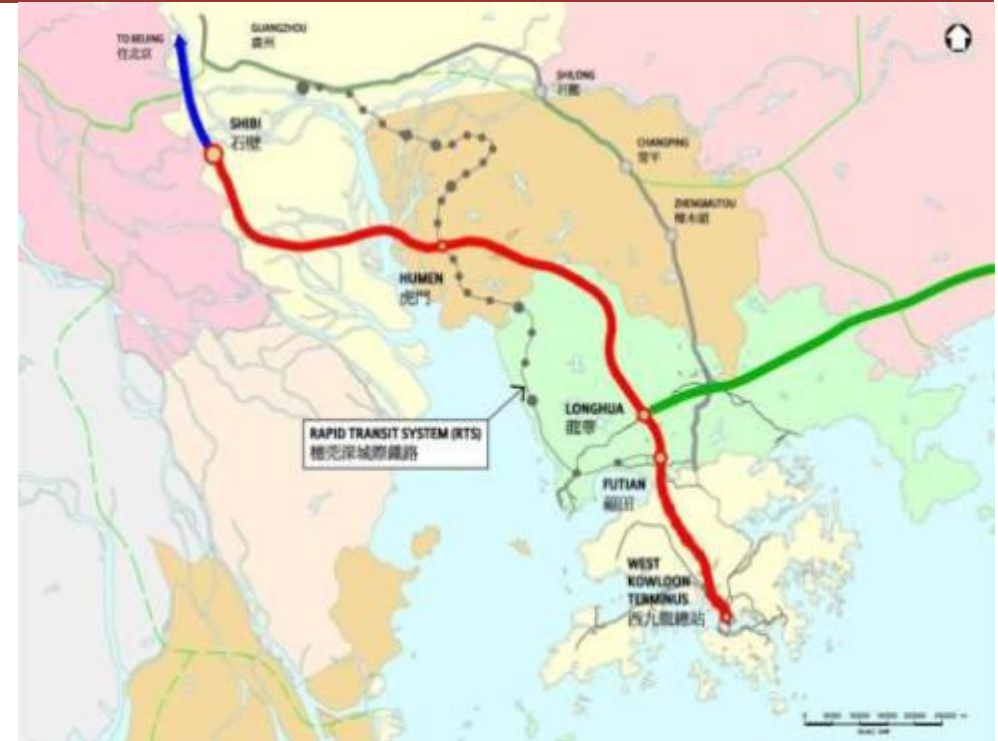 TO BEIJING
往北京
GUANGZHOU
廣州
SHILONG
石龍
SHIBI
石壁
CHANGPING
常平
ZHENGMUTOU
樟木頭
HUMEN
虎門
LONGHUA
龍華
RAPID TRANSIT SYSTEM (RTS)
穗莞深城際鐵路
FUTIAN
福田
WEST
KOWLOON
TERMINUS
西九龍總站